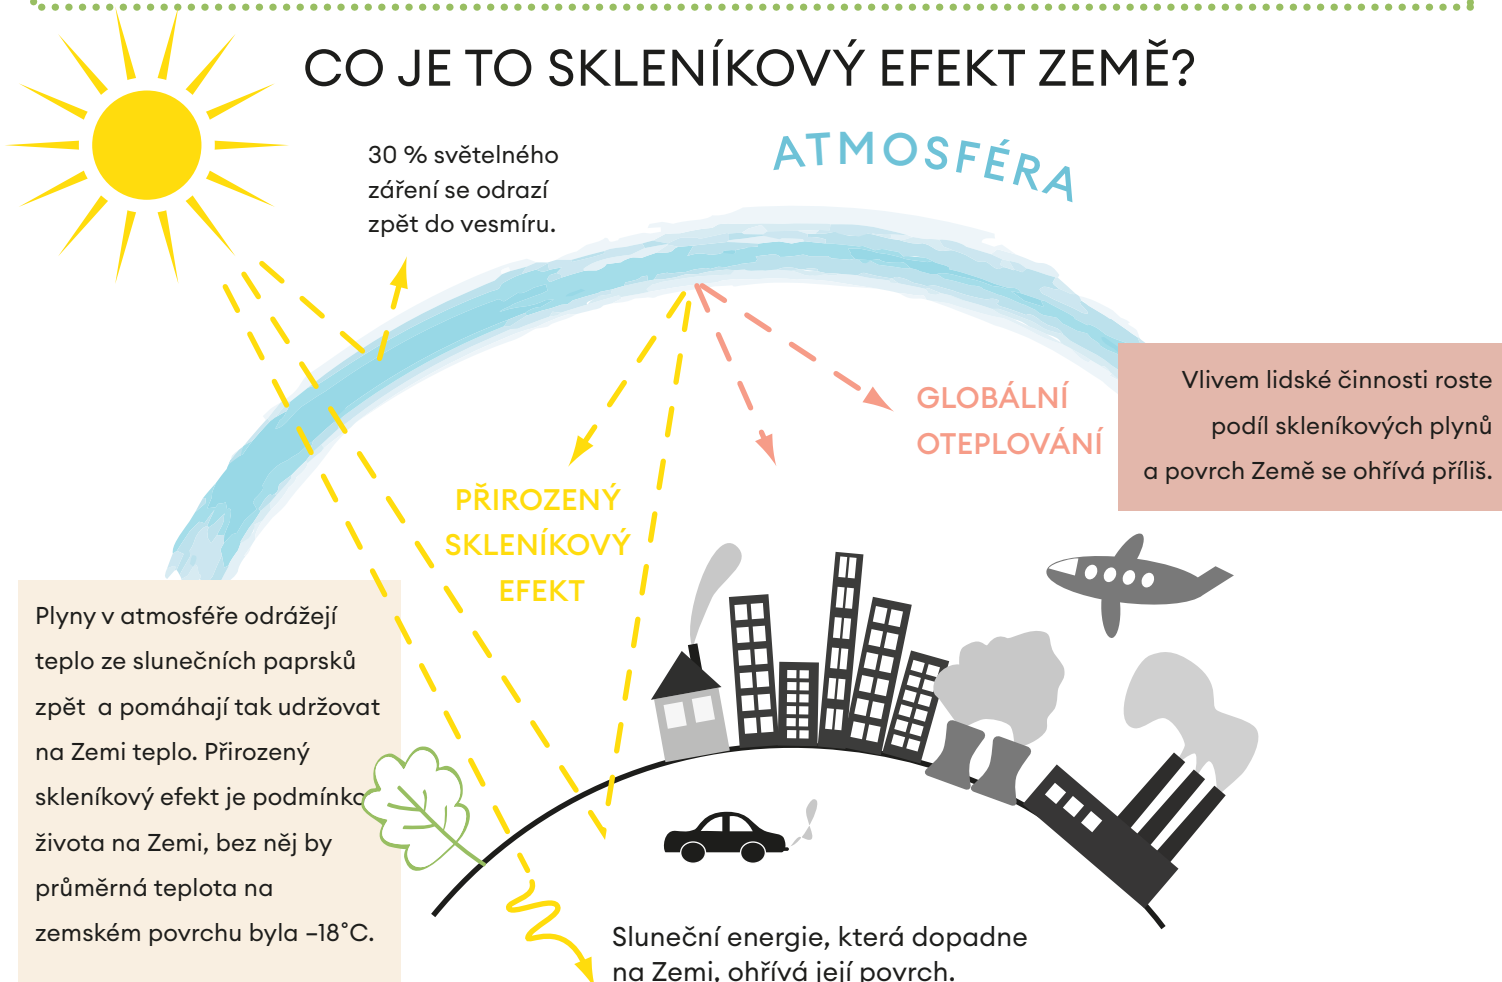 CO JE TO SKLENÍKOVÝ EFEKT ZEMĚ?
ATMOSFÉRA
30 % světelného
záření se odrazí
zpět do vesmíru.
GLOBÁLNÍ
OTEPLOVÁNÍ
Vlivem lidské činnosti roste
podíl skleníkových plynů
a povrch Země se ohřívá příliš.
PŘIROZENÝ
SKLENÍKOVÝ
EFEKT
Plyny v atmosféře odrážejí
teplo ze slunečních paprsků
zpět a pomáhají tak udržovat
na Zemi teplo. Přirozený
skleníkový efekt je
života na Zemi, bez něj by
průměrná teplota na
zemském povrchu byla –18°C.
Sluneční energie, která dopadne
na Zemi, ohřívá její povrch.